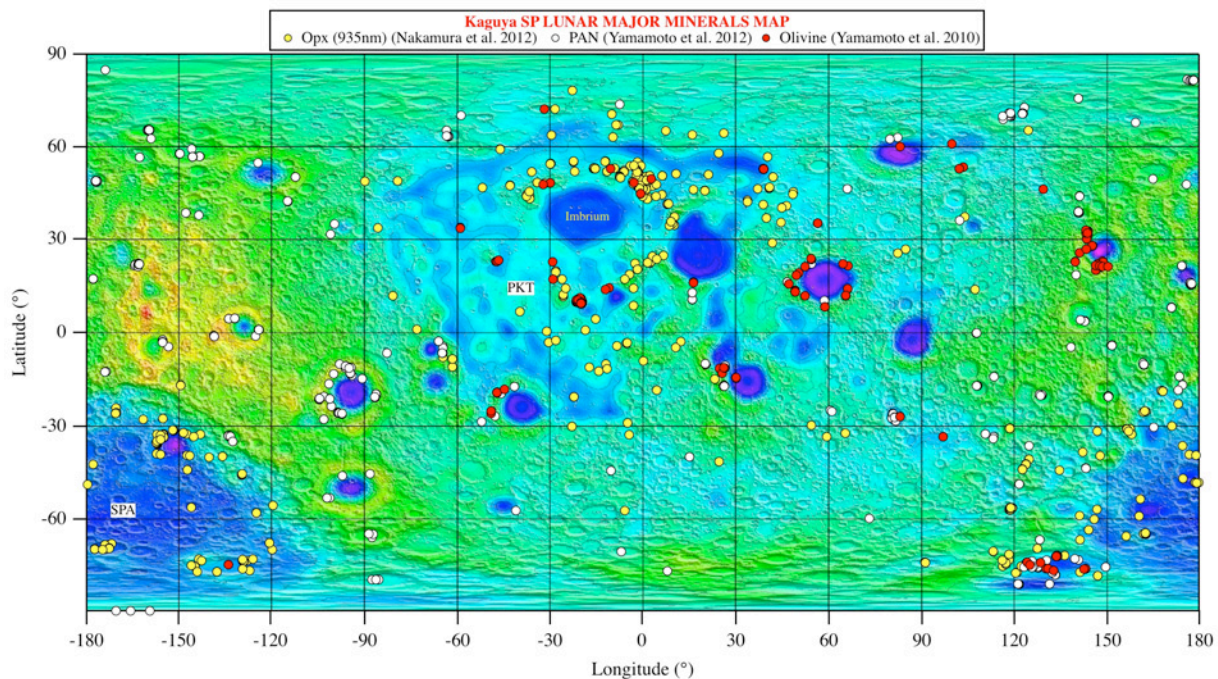 Kaguya SP LUNAR MAJOR MINERALS MAP
Opx (935nm) (Nakamura et al. 2012) PAN (Yamamoto et al. 2012) Olivine (Yamamoto et al. 2010)
90
60
Imbrium
30
PKT
0
-30
SPA
-60
Latitude (°)
-180 -150 -120 -90 -60 -30 0 30 60 90 120 150 180
Longitude (°)